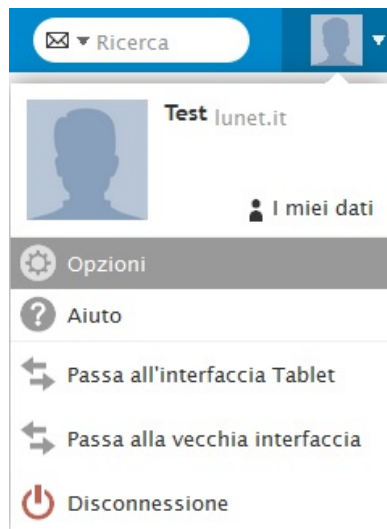 Ricerca
Test lunet.it
I miei dati
Opzioni
Aiuto
Passa all'interfaccia Tablet
Passa alla vecchia interfaccia
Disconnessione